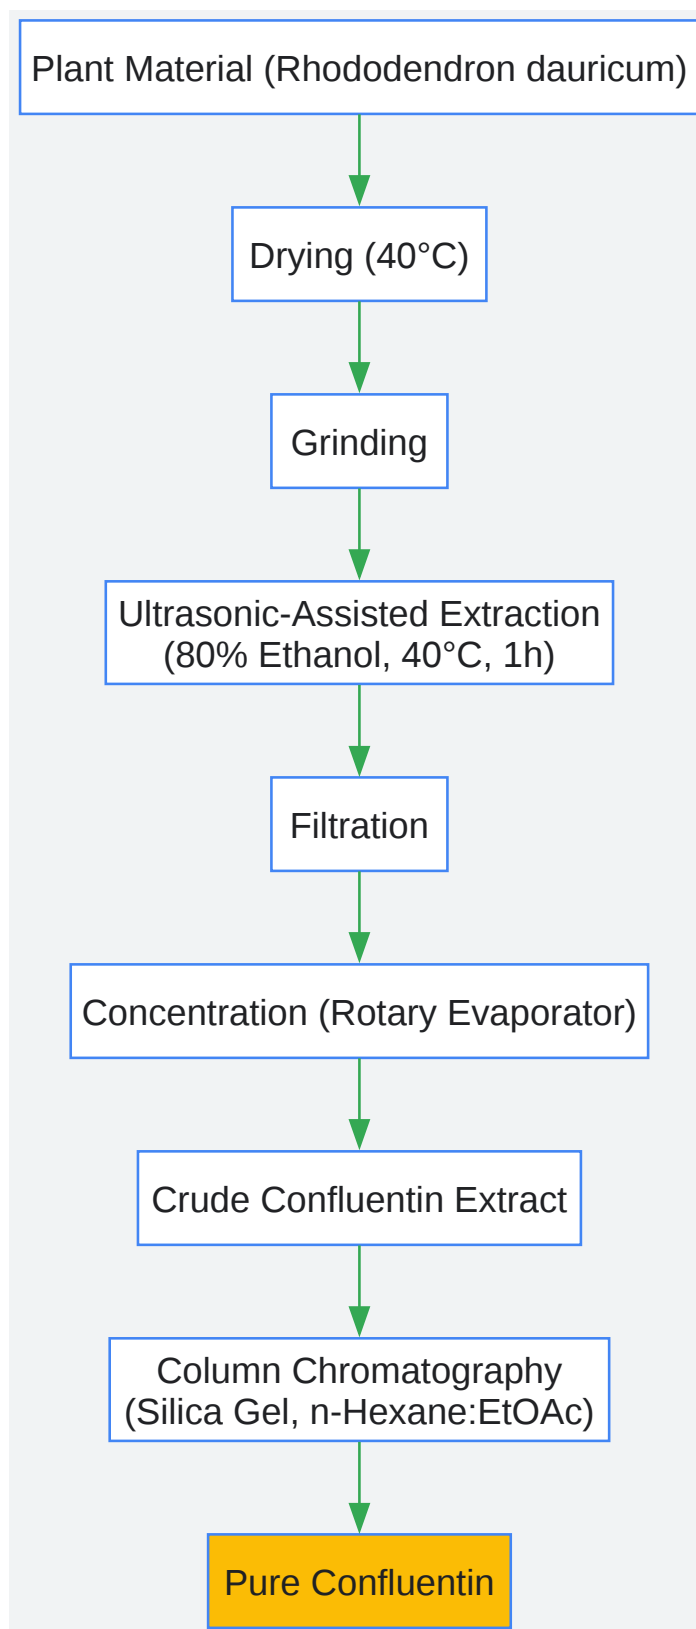 Plant Material (Rhododendron dauricum)
Drying (40°C)
Grinding
Ultrasonic-Assisted Extraction
(80% Ethanol, 40°C, 1h)
Filtration
Concentration (Rotary Evaporator)
Crude Confluentin Extract
Column Chromatography
(Silica Gel, n-Hexane:EtOAc)
Pure Confluentin